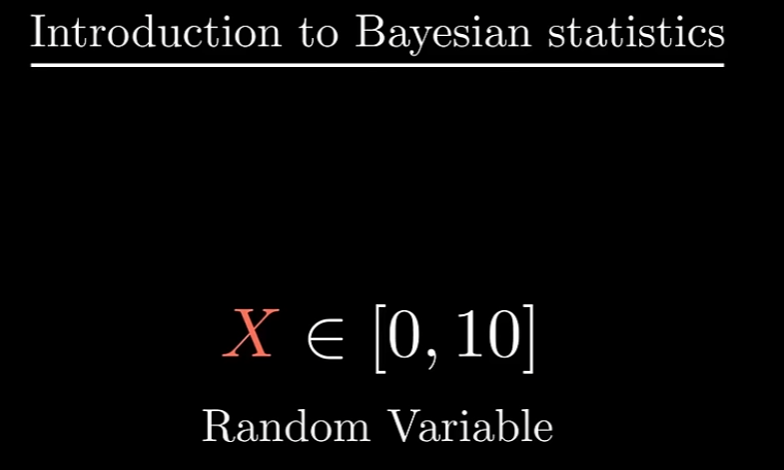 Introduction to Bayesian statistics
X ∈ [0, 10]
Random Variable